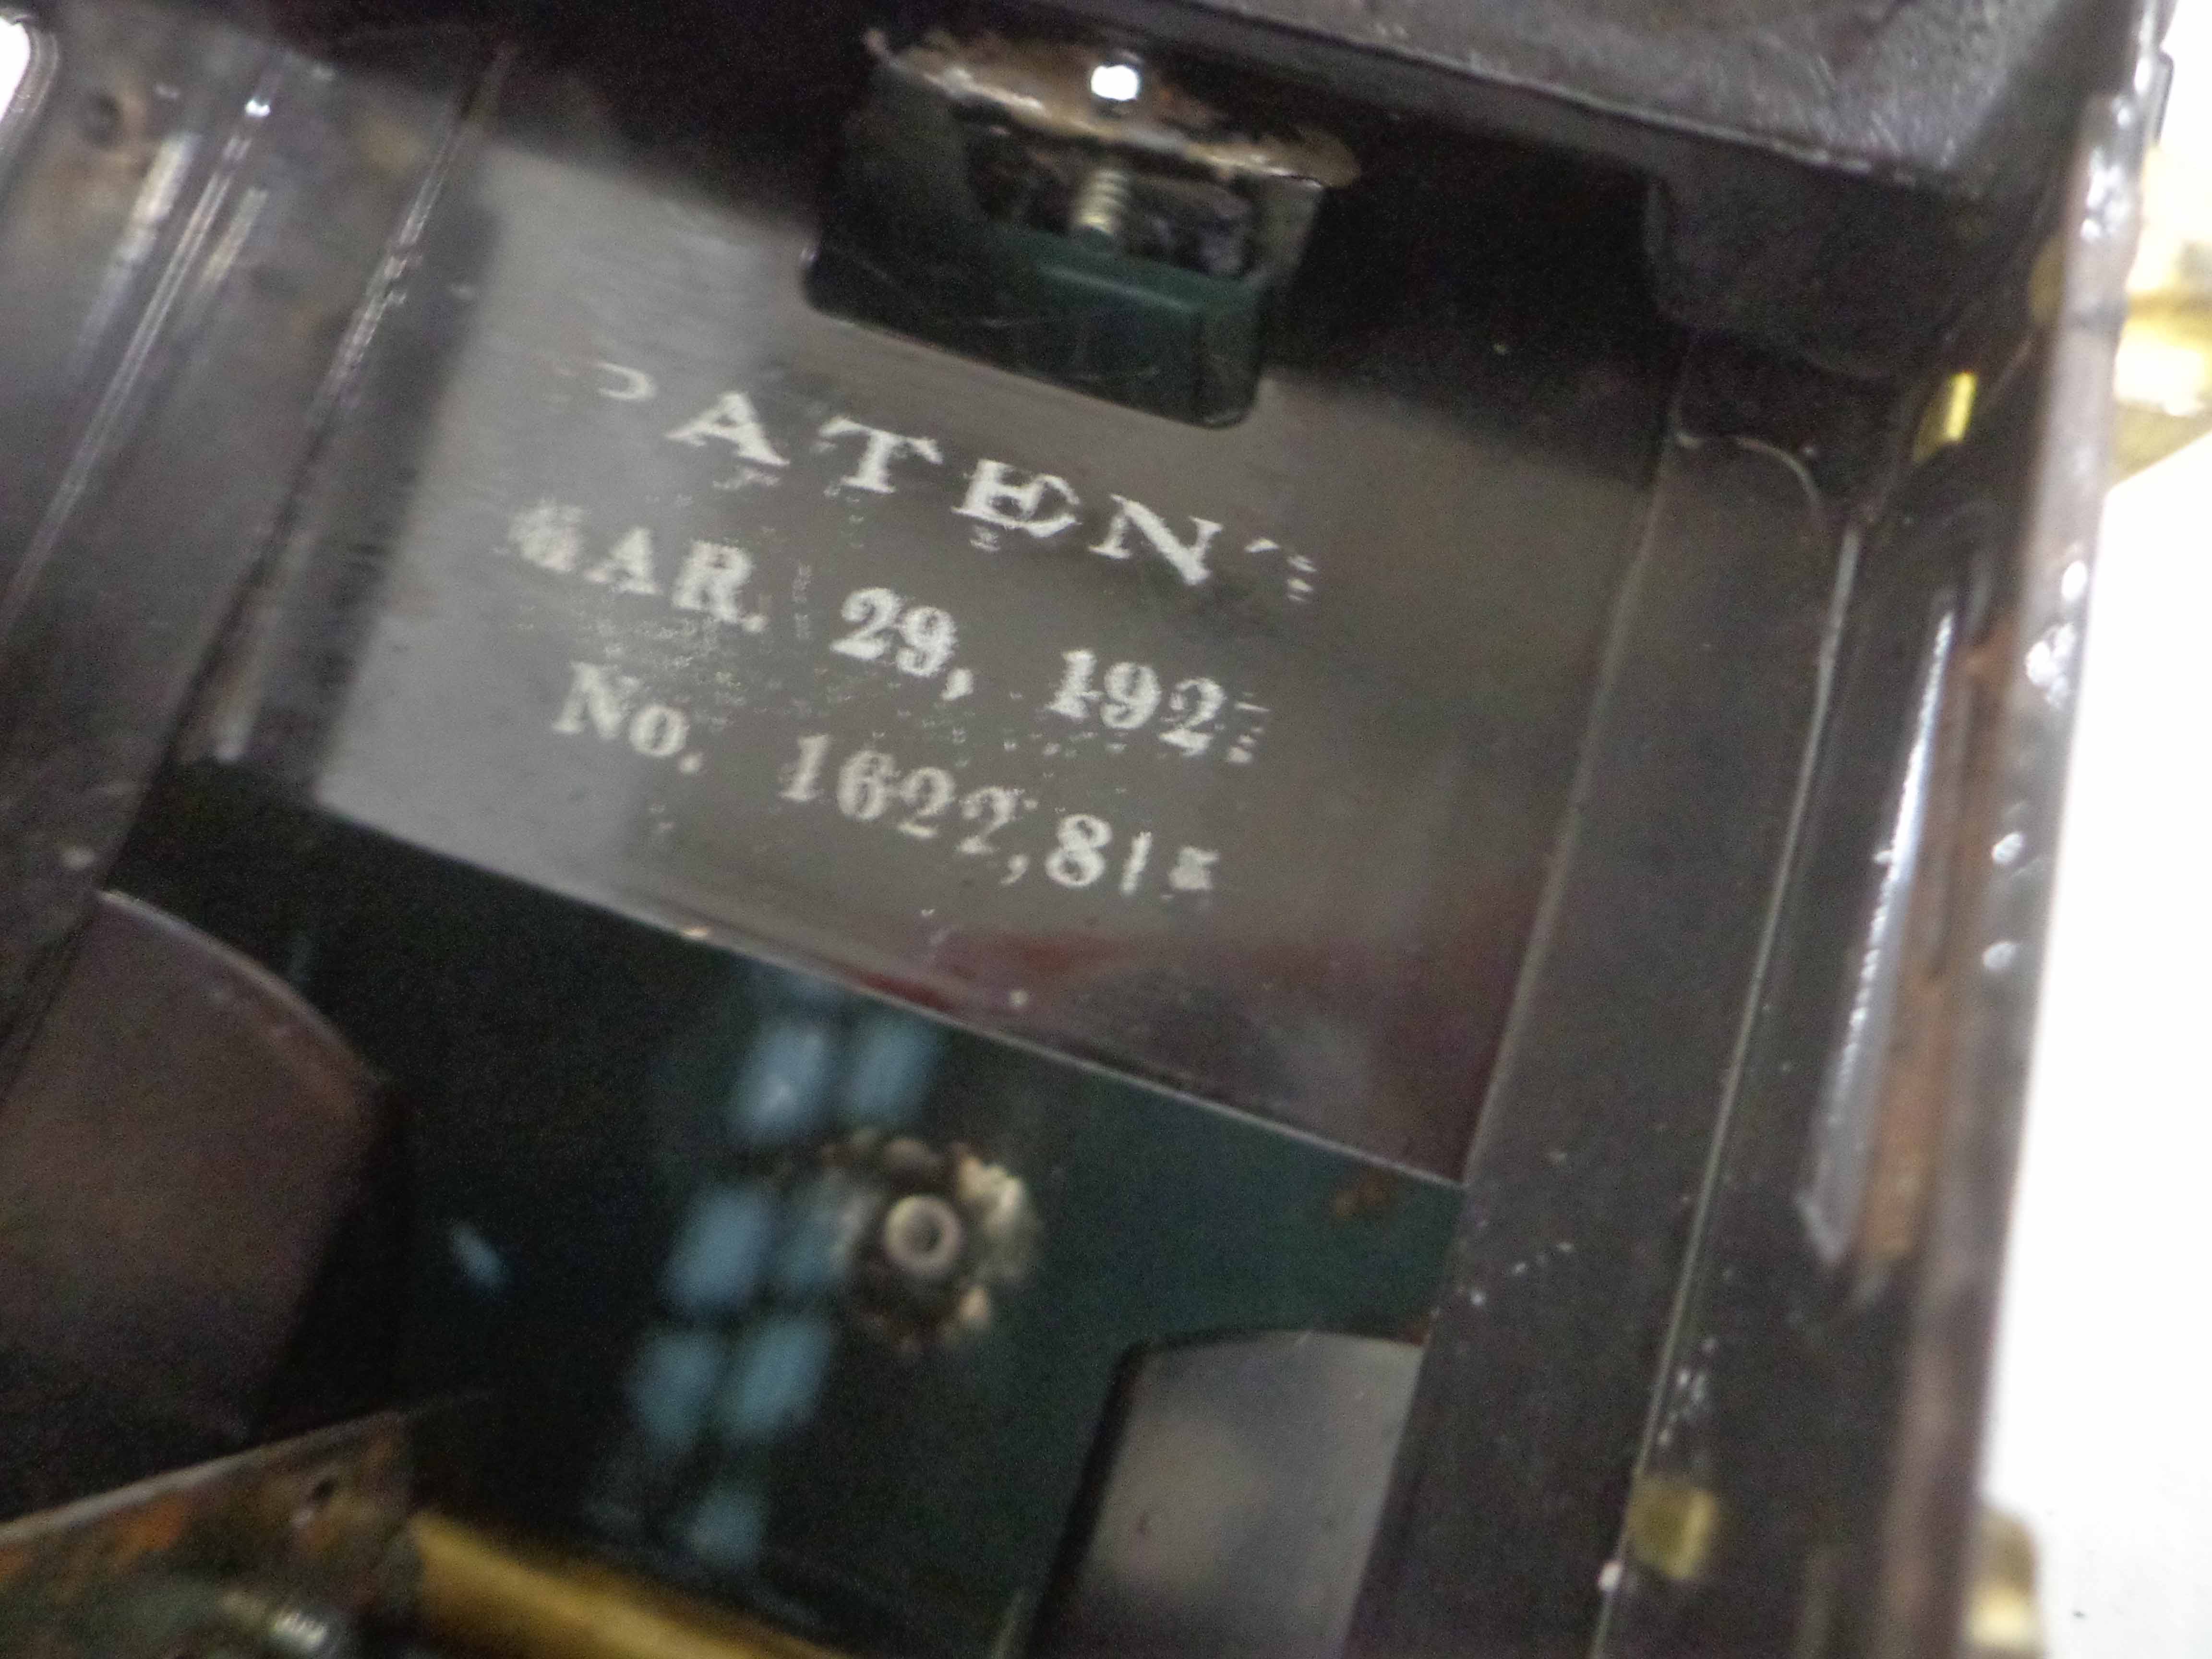 PATENT
MAR. 29, 192
No. 1622,81